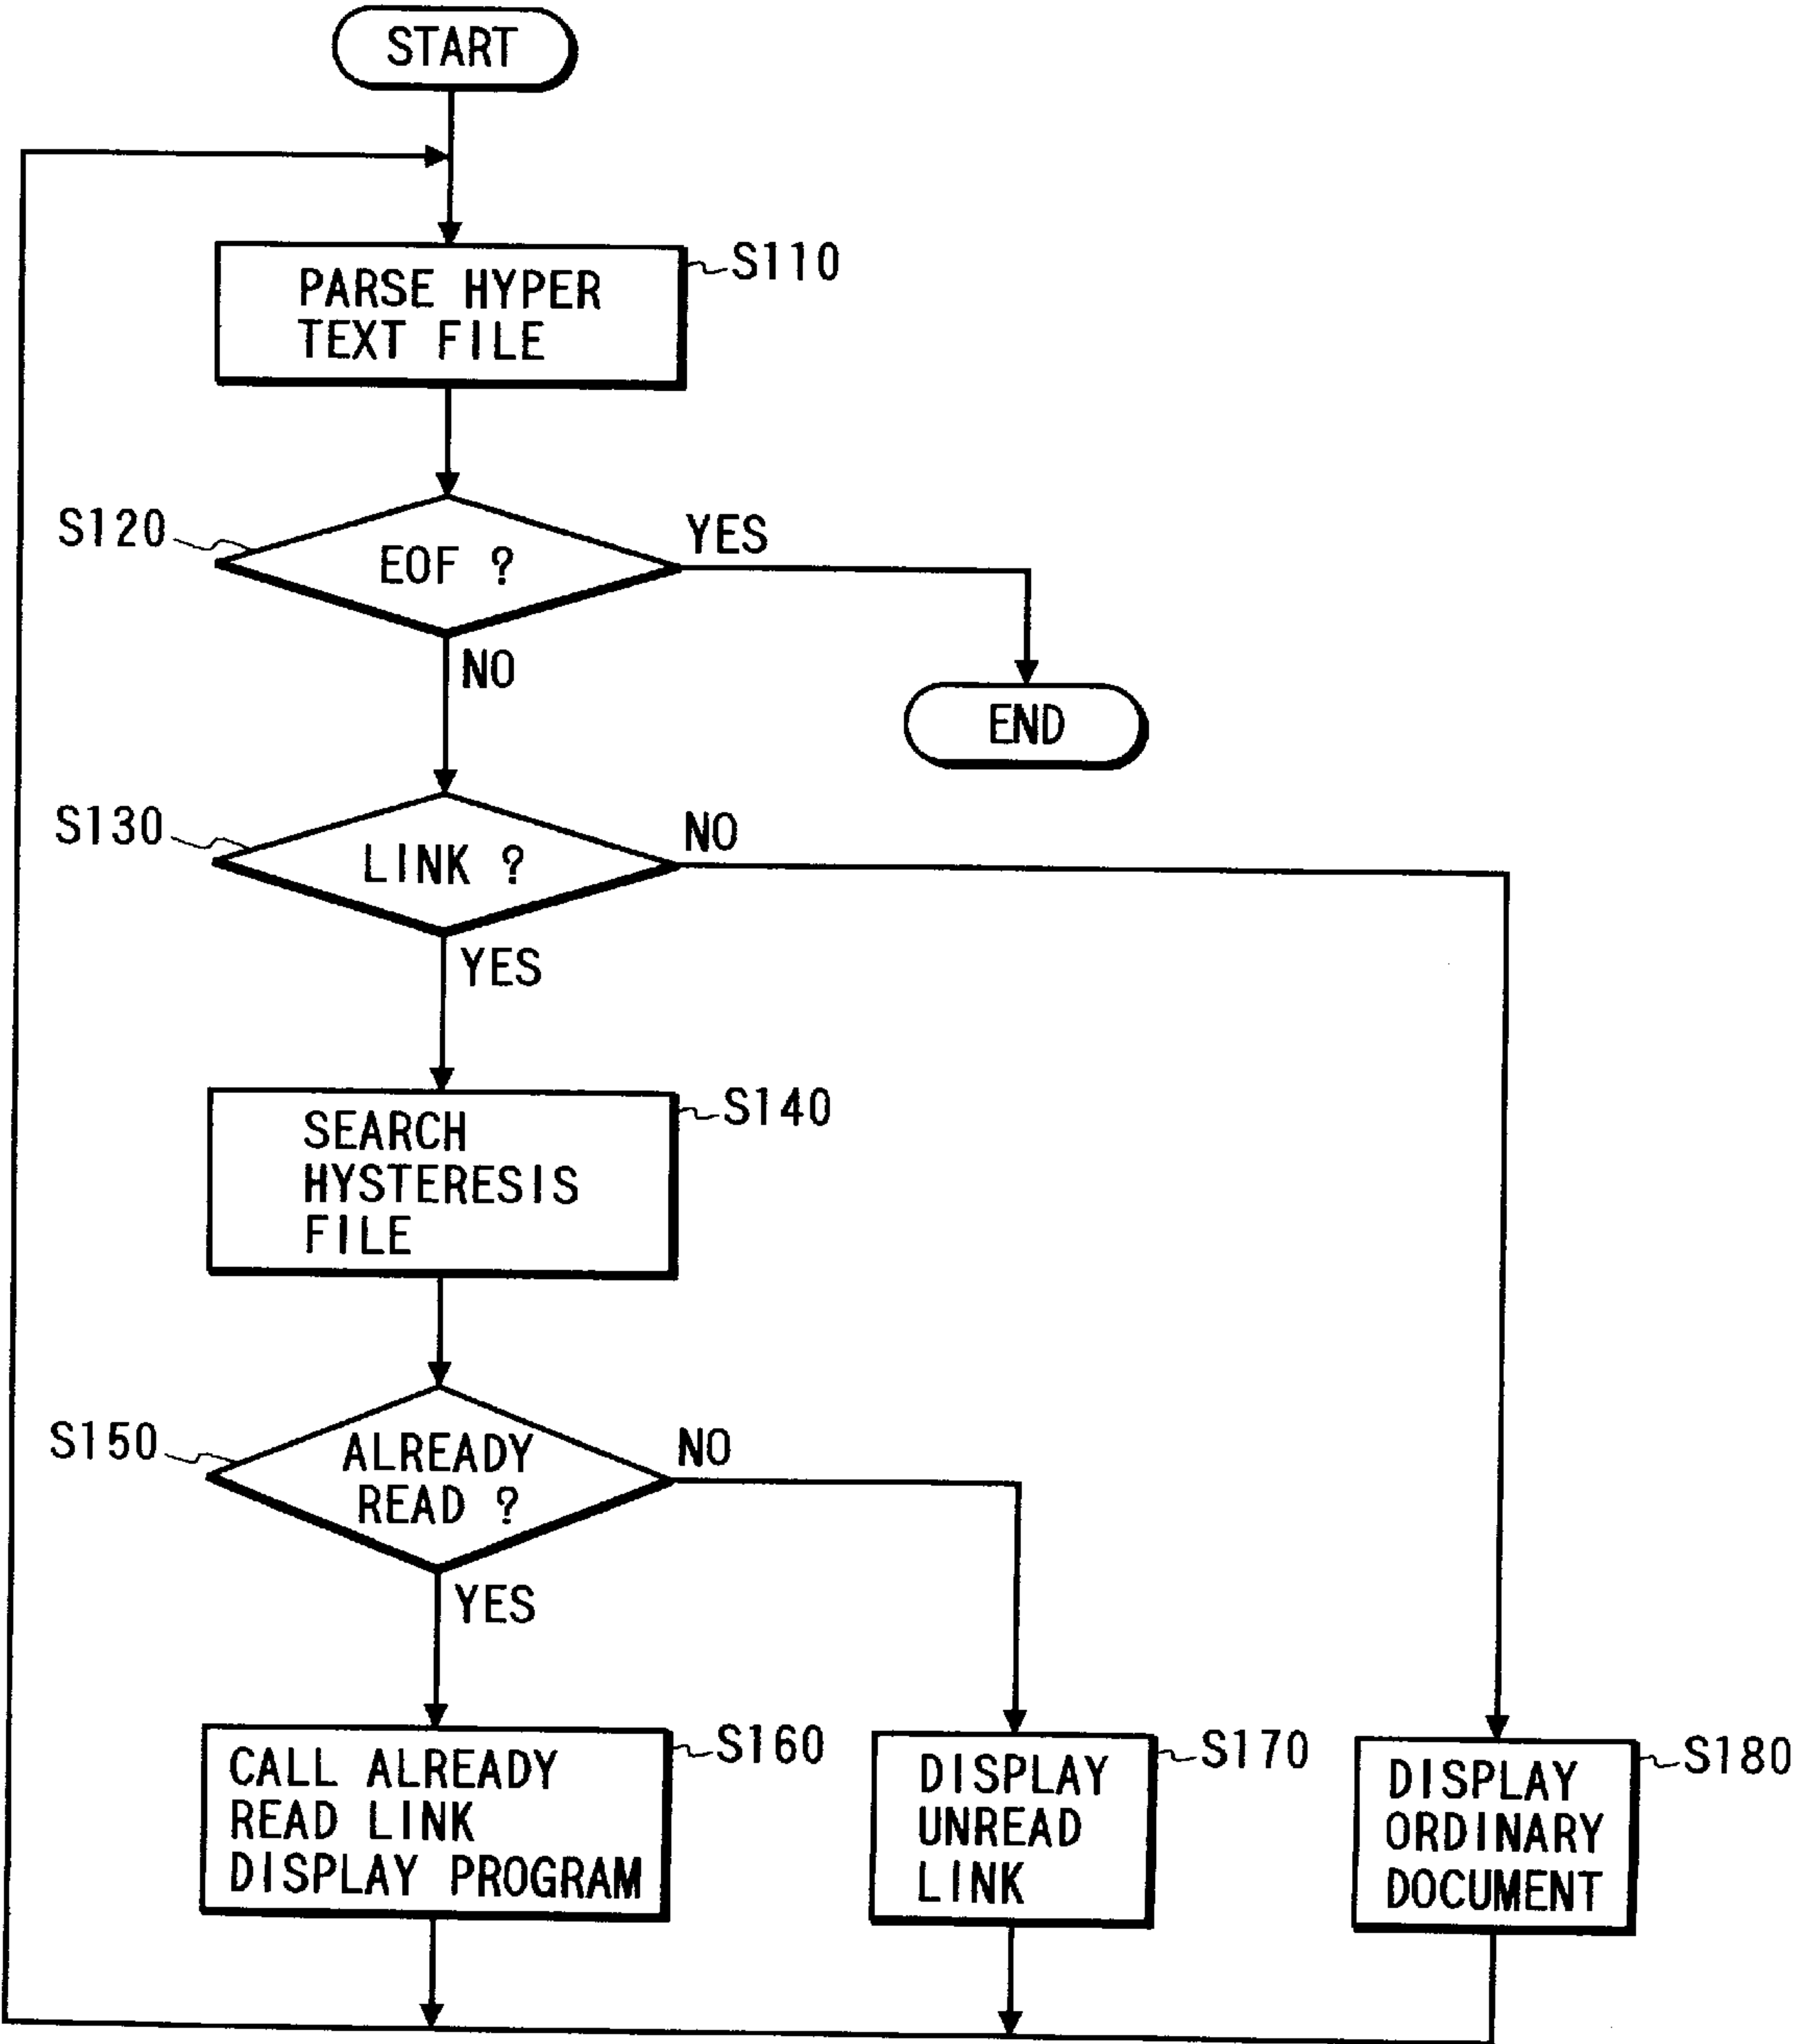 START
S110
PARSE HYPER
TEXT FILE
S120
EOF ?
YES
NO
END
S130
LINK ?
NO
YES
S140
SEARCH
HYSTERESIS
FILE
S150
ALREADY
READ ?
NO
YES
S160
CALL ALREADY
READ LINK
DISPLAY PROGRAM
S170
DISPLAY
UNREAD
LINK
S180
DISPLAY
ORDINARY
DOCUMENT